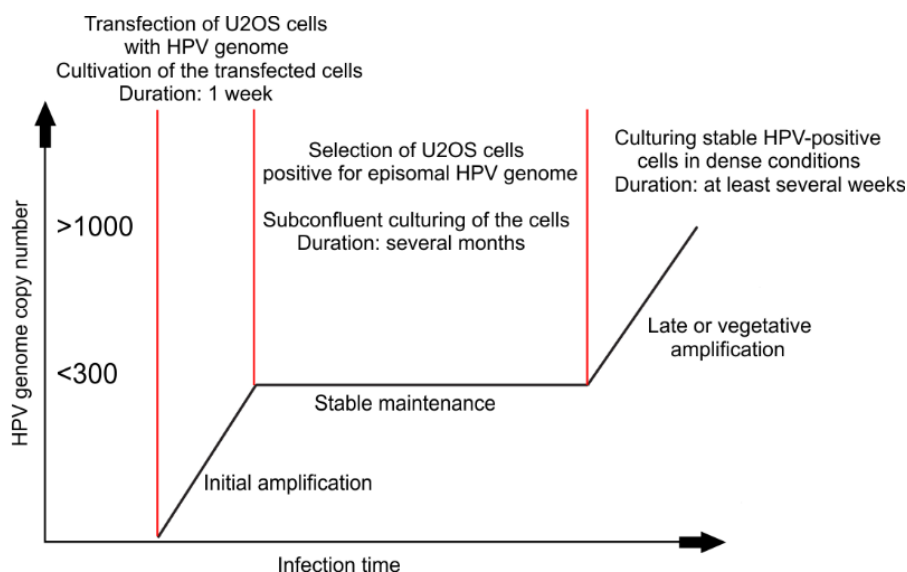 Transfection of U2OS cells
with HPV genome
Cultivation of the transfected cells
Duration: 1 week
Selection of U2OS cells
positive for episomal HPV genome
Subconfluent culturing of the cells
Duration: several months
Culturing stable HPV-positive
cells in dense conditions
Duration: at least several weeks
HPV genome copy number
>1000
<300
Late or vegetative
amplification
Stable maintenance
Initial amplification
Infection time